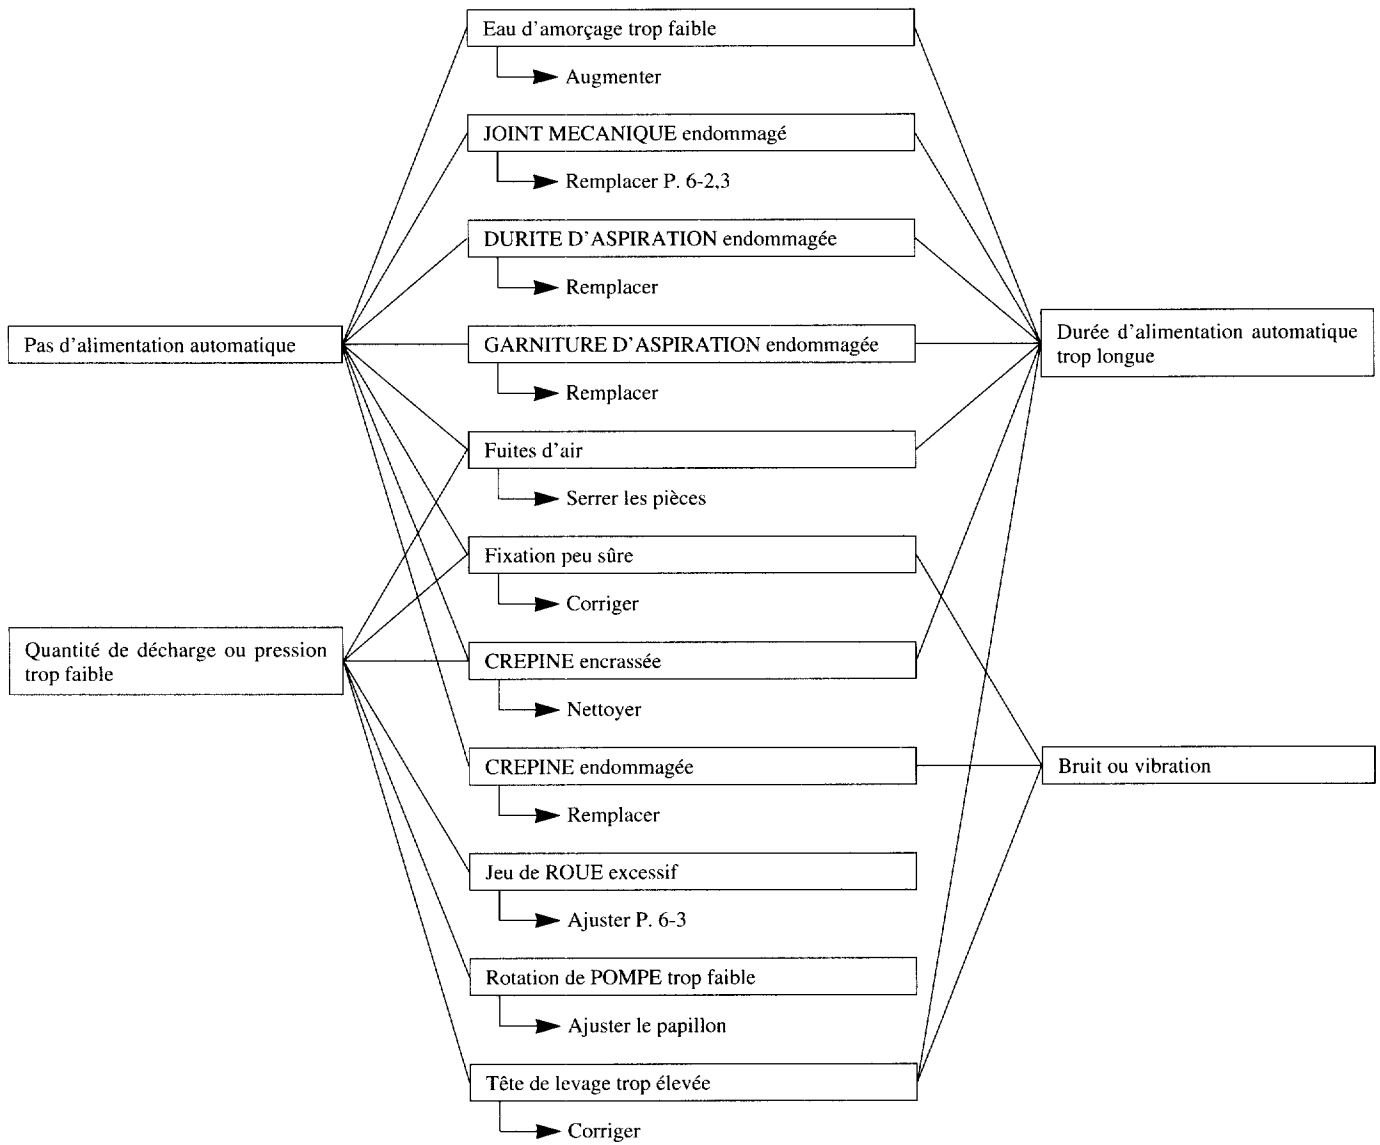 Eau d'amorçage trop faible
Augmenter
JOINT MECANIQUE endommagé
Remplacer P. 6-2,3
DURITE D'ASPIRATION endommagée
Remplacer
Pas d'alimentation automatique
GARNITURE D'ASPIRATION endommagée
Durée d'alimentation automatique
trop longue
Remplacer
Fuites d'air
Serrer les pièces
Fixation peu sûre
Corriger
Quantité de décharge ou pression
trop faible
CREPINE encrassée
Nettoyer
CREPINE endommagée
Bruit ou vibration
Remplacer
Jeu de ROUE excessif
Ajuster P. 6-3
Rotation de POMPE trop faible
Ajuster le papillon
Tête de levage trop élevée
Corriger